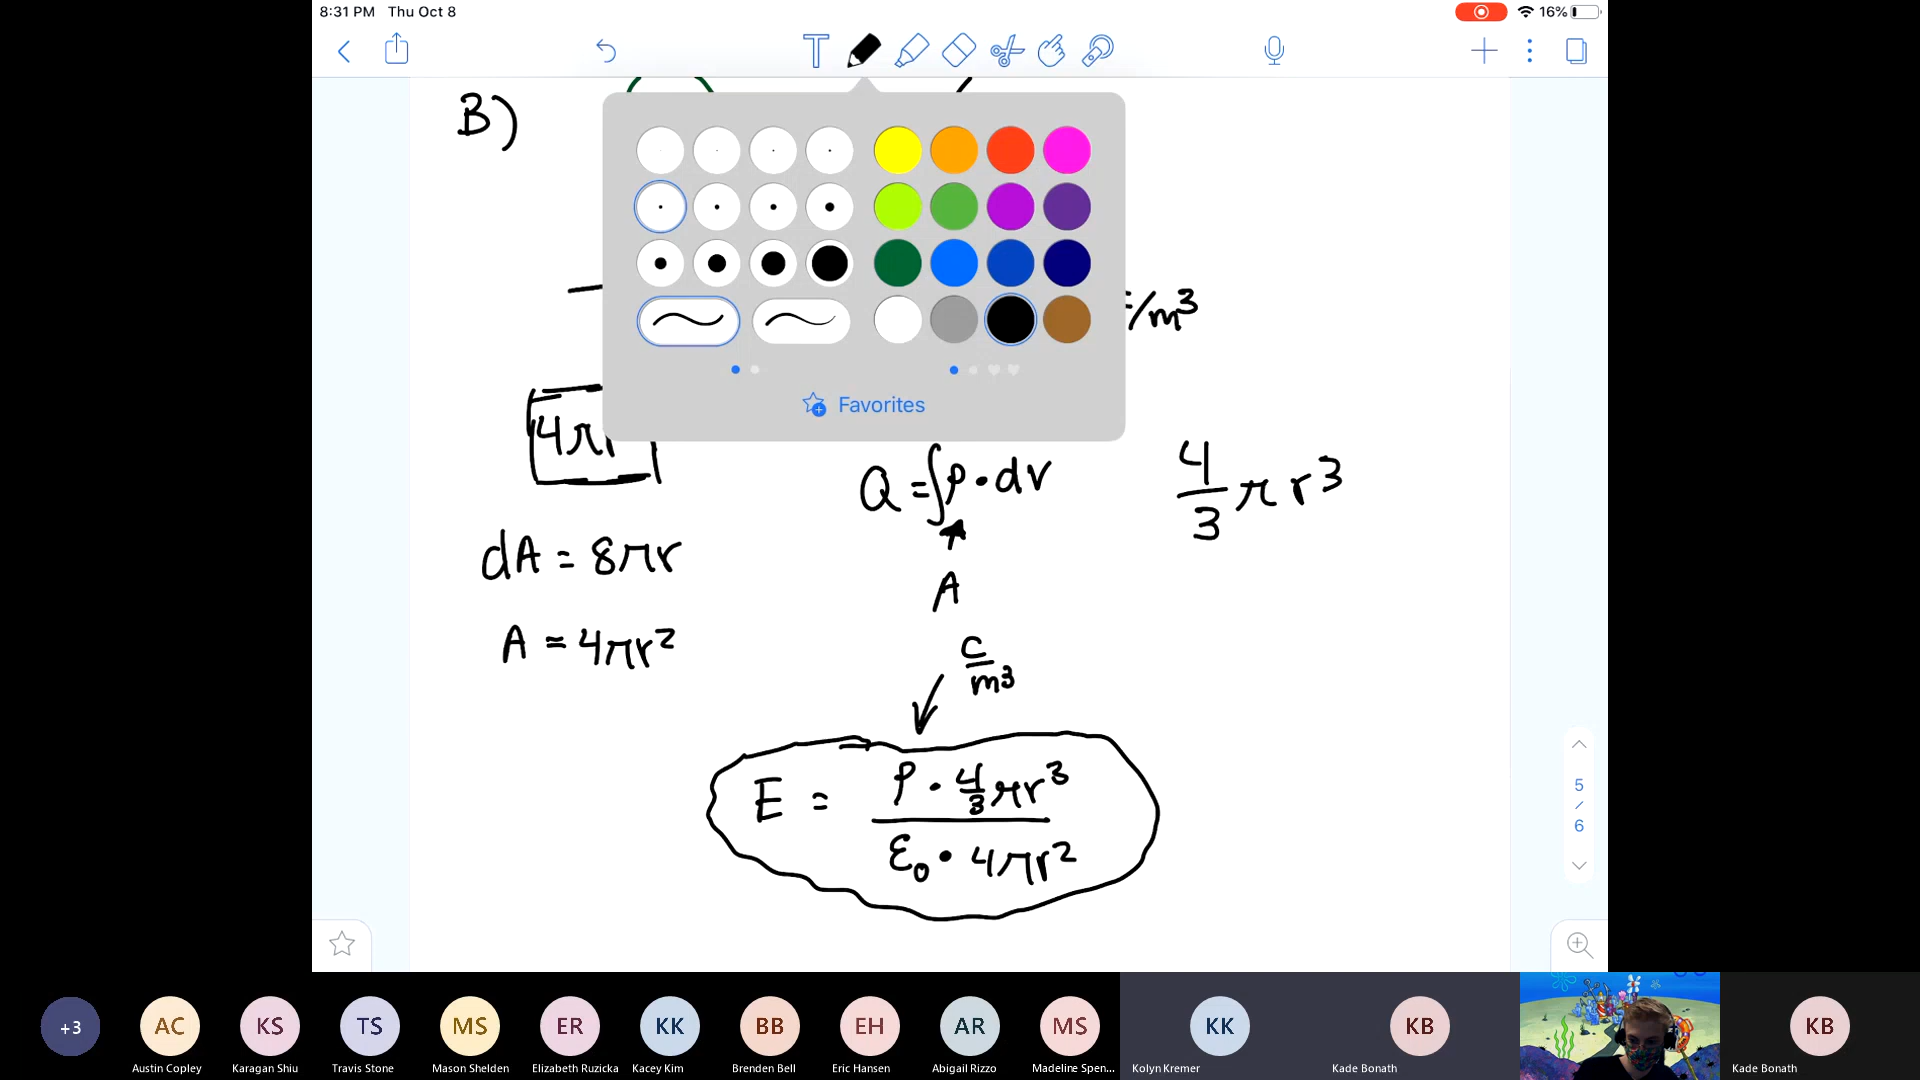 8:31 PM Thu Oct 8
16%
T
B)
/m³
Favorites
4πr
Q = ∫ρ • dv
4/3 πr³
dA = 8πr
A
A = 4πr²
C/m³
E = ρ • 4/3 πr³ / ε₀ • 4πr²
5
/
6
+3
AC
KS
TS
MS
ER
KK
BB
EH
AR
MS
KK
KB
KB
Austin Copley
Karagan Shiu
Travis Stone
Mason Shelden
Elizabeth Ruzicka
Kacey Kim
Brenden Bell
Eric Hansen
Abigail Rizzo
Madeline Spen...
Kolyn Kremer
Kade Bonath
Kade Bonath